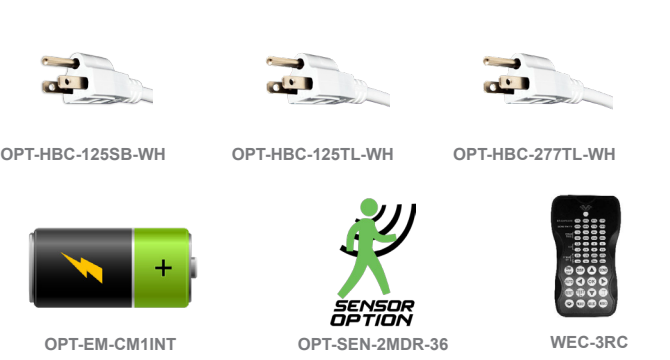 OPT-HBC-125SB-WH
OPT-HBC-125TL-WH
OPT-HBC-277TL-WH
+
SENSOR
OPTION
OPT-EM-CM1INT
OPT-SEN-2MDR-36
WEC-3RC